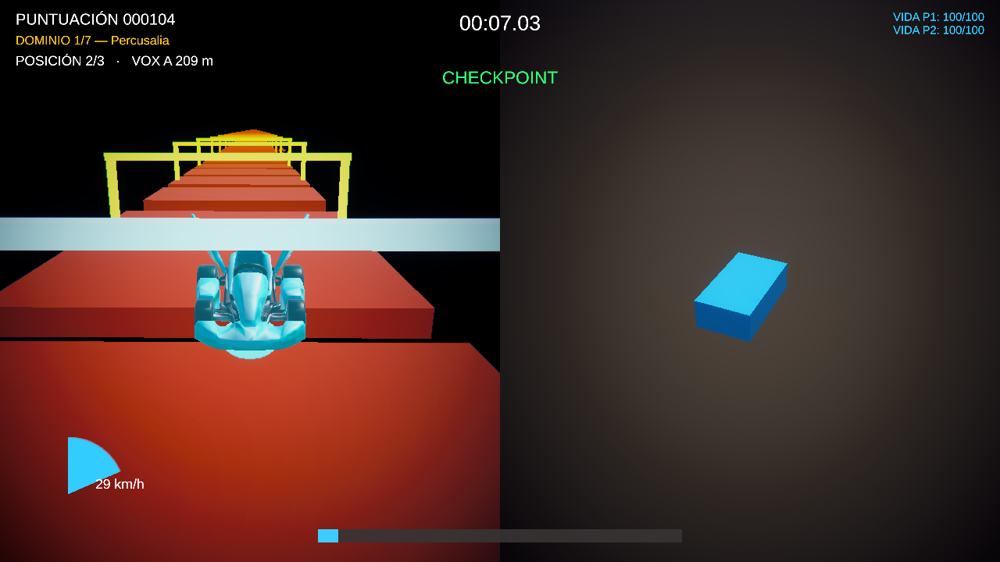 PUNTUACIÓN 000104
DOMINIO 1/7 — Percusalia
POSICIÓN 2/3 · VOX A 209 m
00:07.03
CHECKPOINT
VIDA P1: 100/100
VIDA P2: 100/100
29 km/h